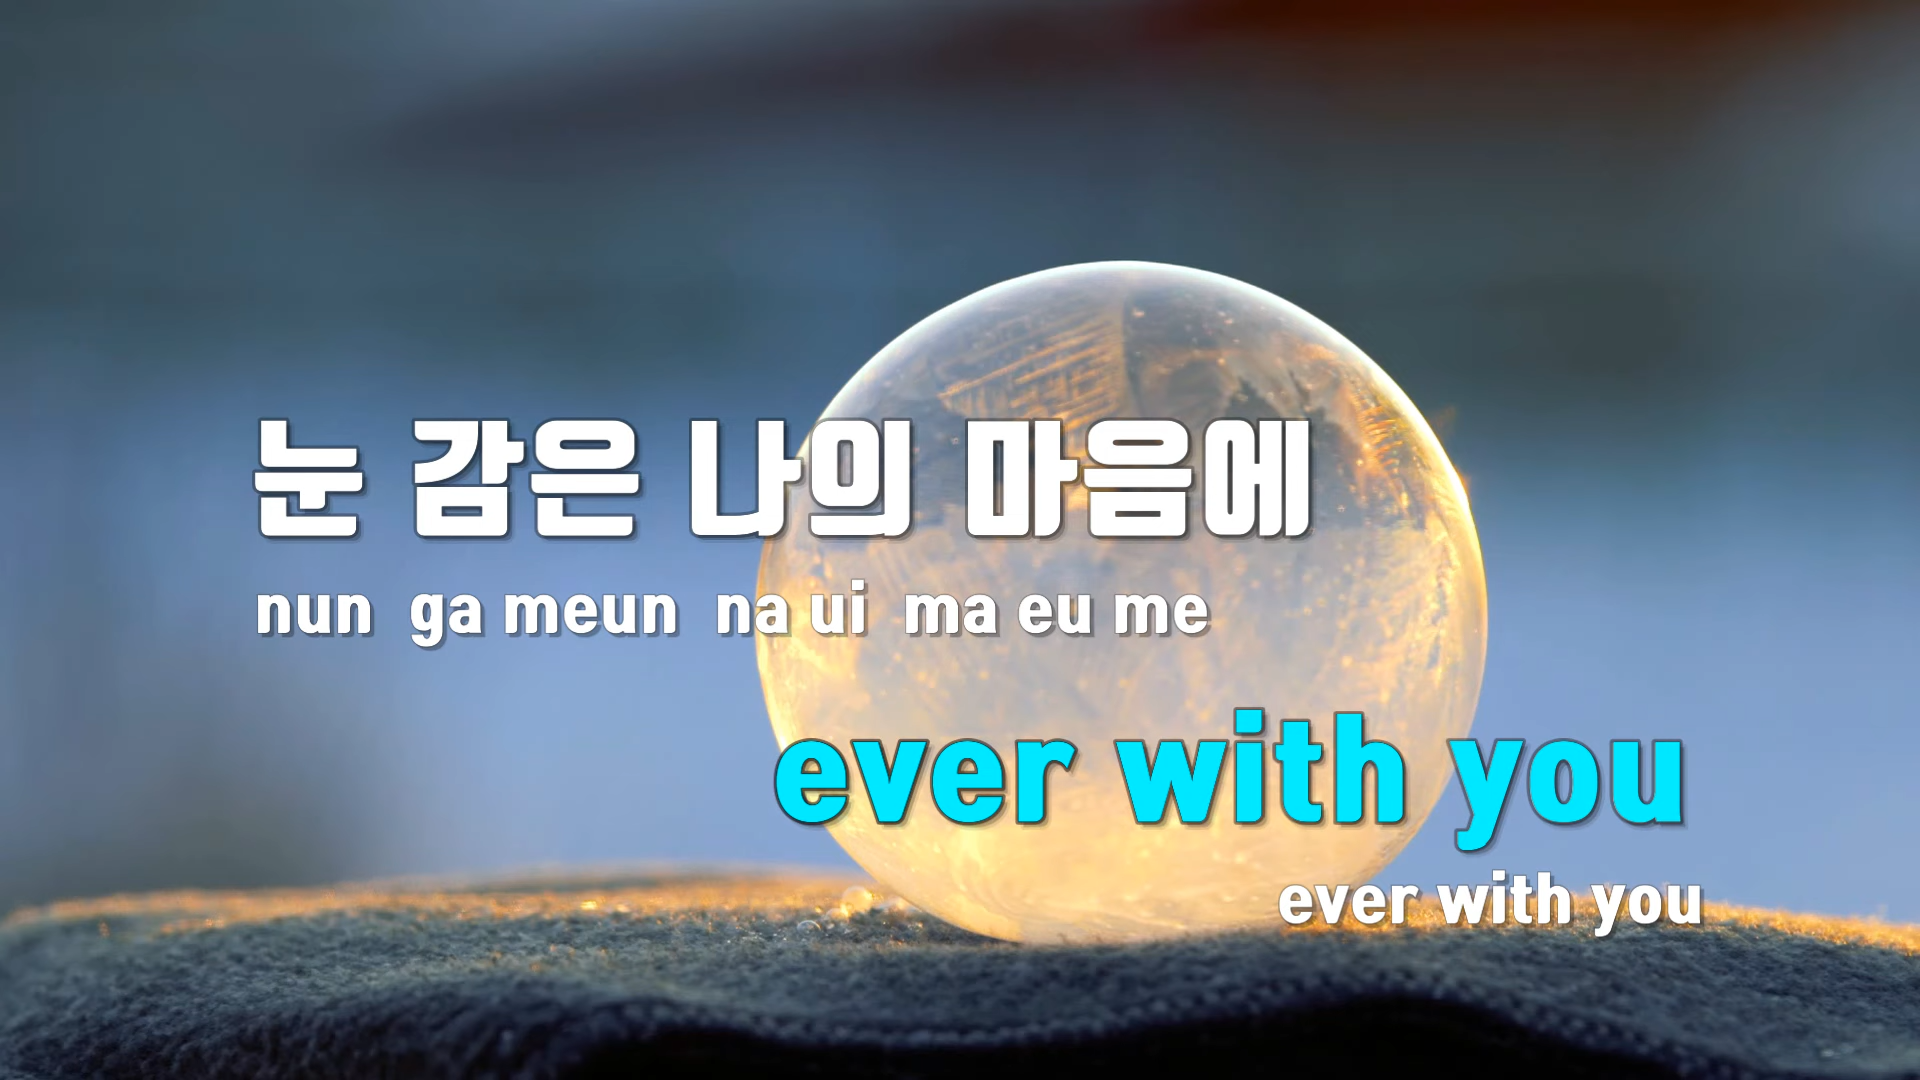 눈 감은 나의 마음에
nun ga meun na ui ma eu me
ever with you
ever with you